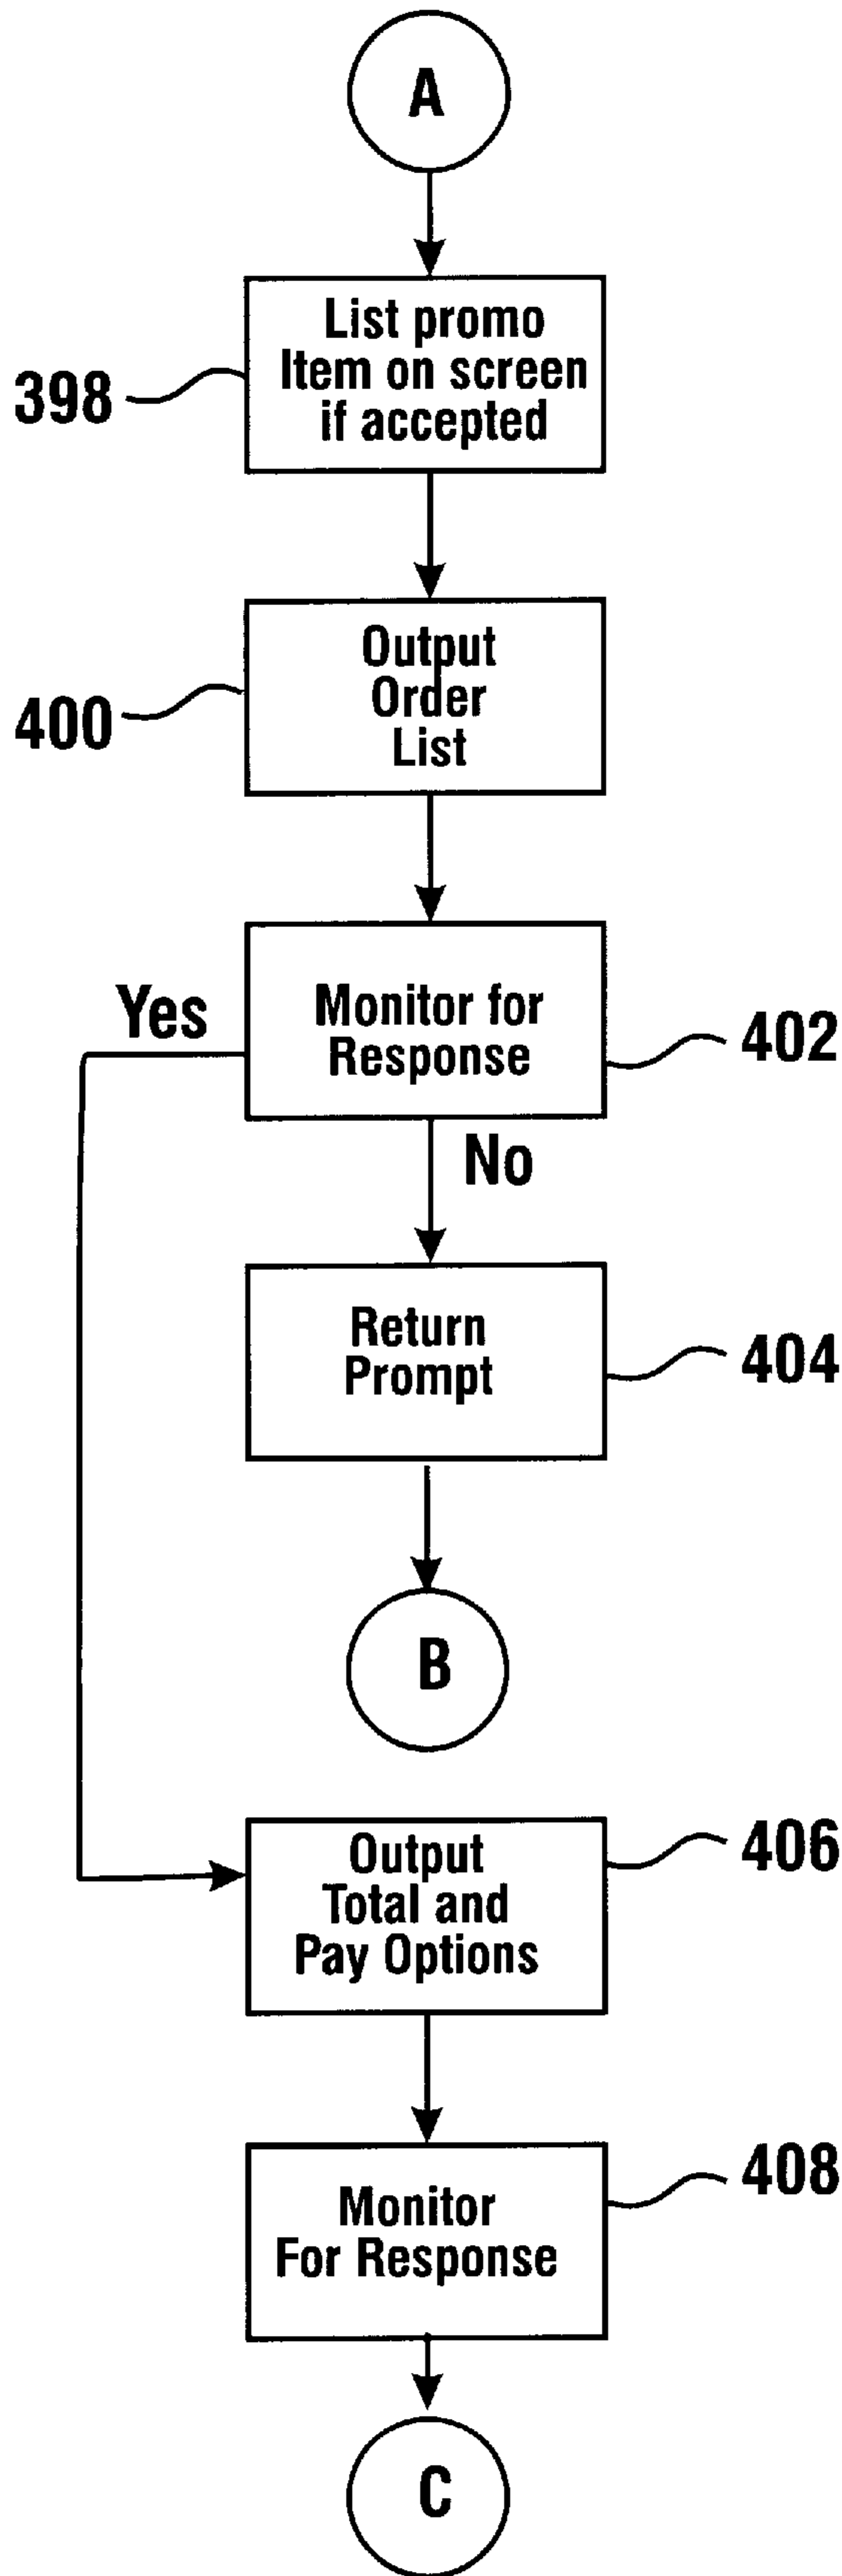 A
List promo
Item on screen
if accepted
398
Output
Order
List
400
Yes
Monitor for
Response
402
No
Return
Prompt
404
B
Output
Total and
Pay Options
406
Monitor
For Response
408
C